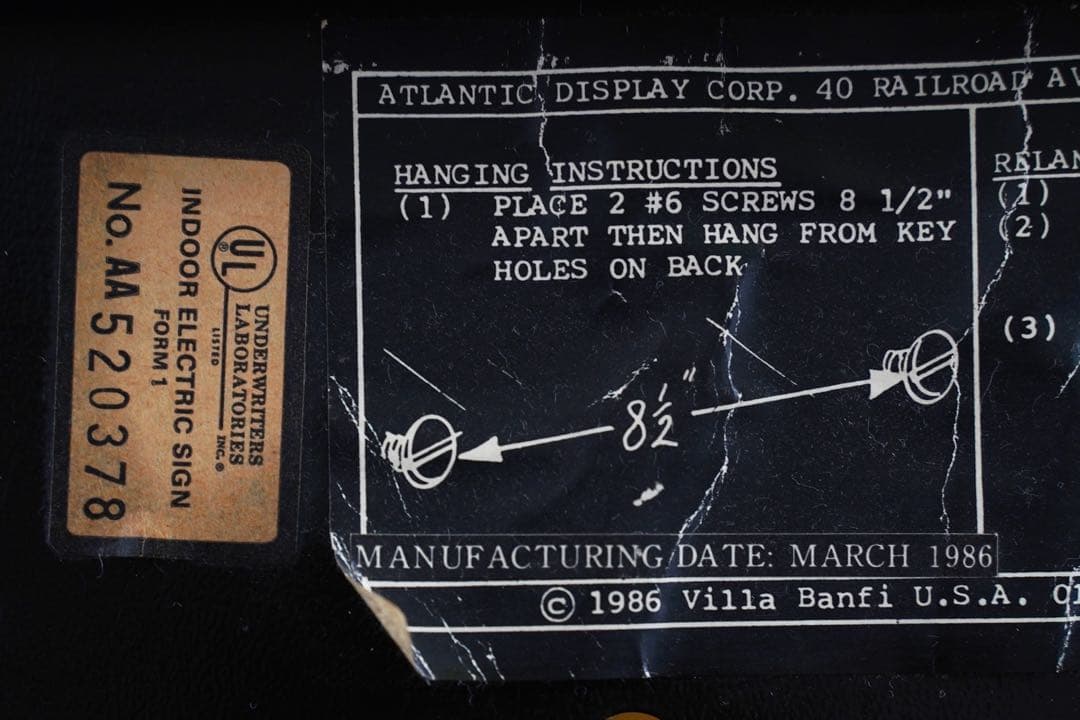 UL ®
UNDERWRITERS
LABORATORIES INC.®
LISTED
INDOOR ELECTRIC SIGN
FORM 1
No. AA 520378
ATLANTIC DISPLAY CORP. 40 RAILROAD
HANGING INSTRUCTIONS
(1) PLACE 2 #6 SCREWS 8 1/2"
APART THEN HANG FROM KEY
HOLES ON BACK
8 1/2"
(1)
(2)
(3)
MANUFACTURING DATE: MARCH 1986
© 1986 Villa Banfi U.S.A.